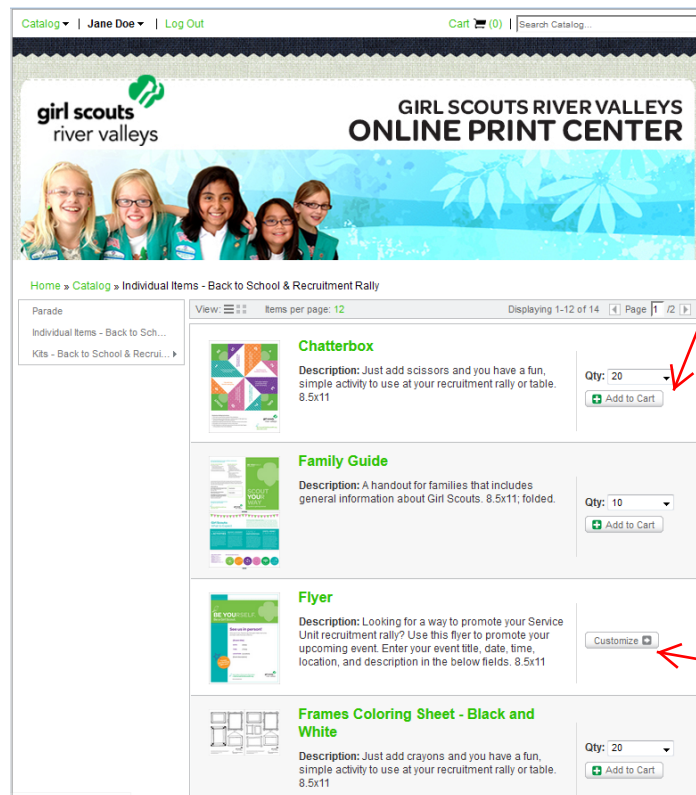 Catalog | Jane Doe | Log Out Cart (0) | Search Catalog...
girl scouts
river valleys
GIRL SCOUTS RIVER VALLEYS
ONLINE PRINT CENTER
Home » Catalog » Individual Items - Back to School & Recruitment Rally
Parade
Individual Items - Back to Sch...
Kits - Back to School & Recrui...
View: Items per page: 12 Displaying 1-12 of 14 Page 1 /2
Chatterbox
Description: Just add scissors and you have a fun,
simple activity to use at your recruitment rally or table.
8.5x11
Qty: 20
Add to Cart
Family Guide
Description: A handout for families that includes
general information about Girl Scouts. 8.5x11; folded.
Qty: 10
Add to Cart
SCOUT
YOUR
WAY
Flyer
Description: Looking for a way to promote your Service
Unit recruitment rally? Use this flyer to promote your
upcoming event. Enter your event title, date, time,
location, and description in the below fields. 8.5x11
Customize
BE YOURSELF
Frames Coloring Sheet - Black and
White
Description: Just add crayons and you have a fun,
simple activity to use at your recruitment rally or table.
8.5x11
Qty: 20
Add to Cart